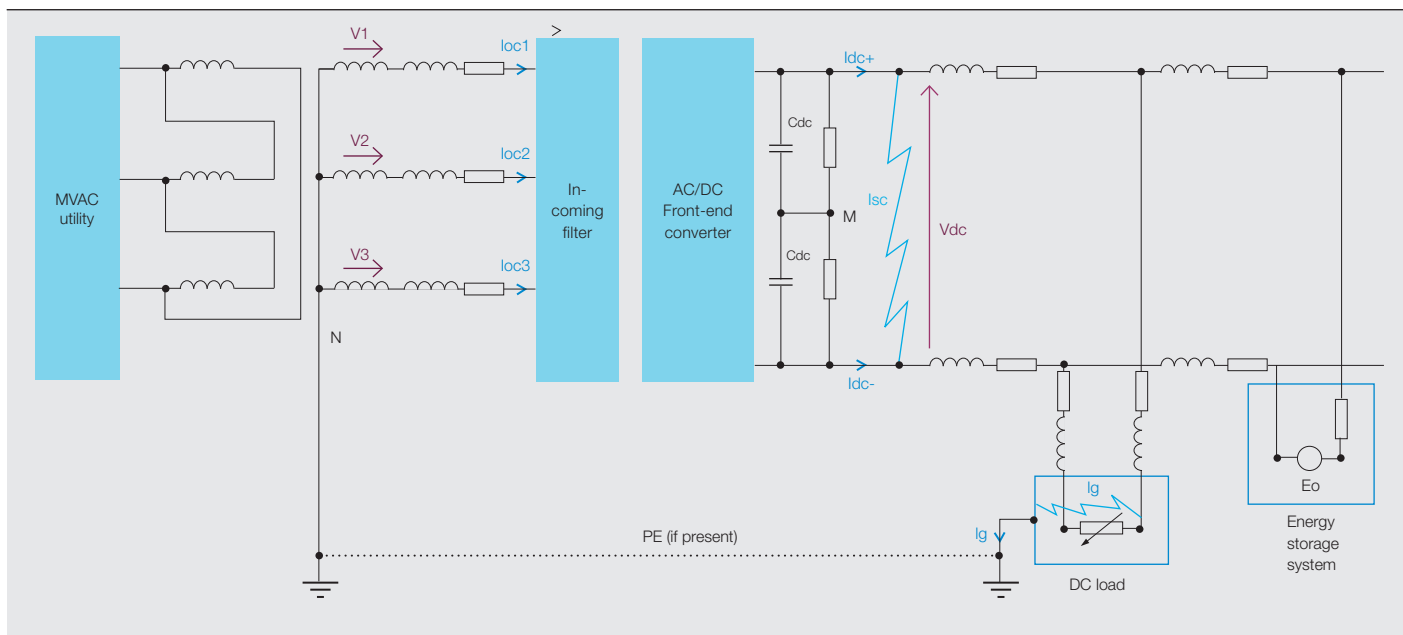 V1
Ioc1
>
Idc+
MVAC
utility
V2
Ioc2
In-
coming
filter
AC/DC
Front-end
converter
Cdc
M
Isc
Vdc
V3
Ioc3
Cdc
N
Idc-
PE (if present)
Ig
Ig
DC load
Eo
Energy
storage
system